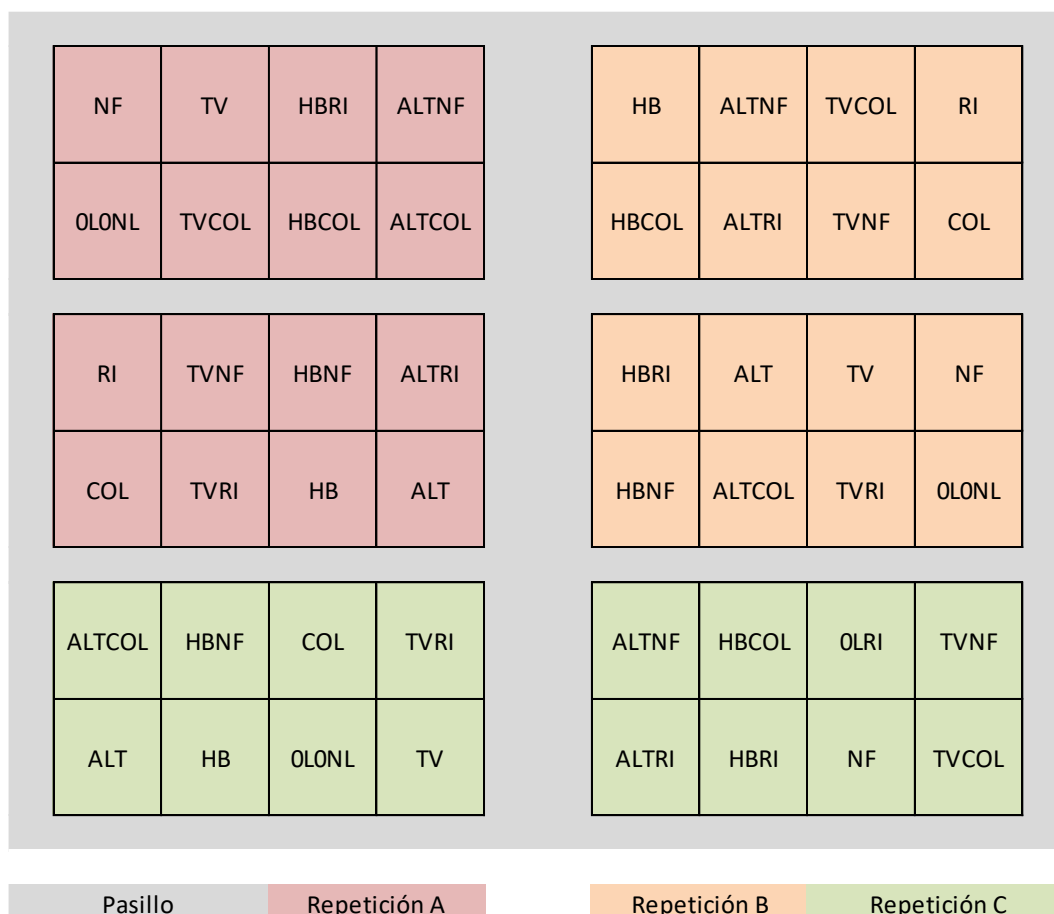 NF TV HBRI ALTNF HB ALTNF TVCOL RI
0L0NL TVCOL HBCOL ALTCOL HBCOL ALTRI TVNF COL
RI TVNF HBNF ALTRI HBRI ALT TV NF
COL TVRI HB ALT HBNF ALTCOL TVRI 0L0NL
ALTCOL HBNF COL TVRI ALTNF HBCOL 0LRI TVNF
ALT HB 0L0NL TV ALTRI HBRI NF TVCOL
Pasillo Repetición A Repetición B Repetición C